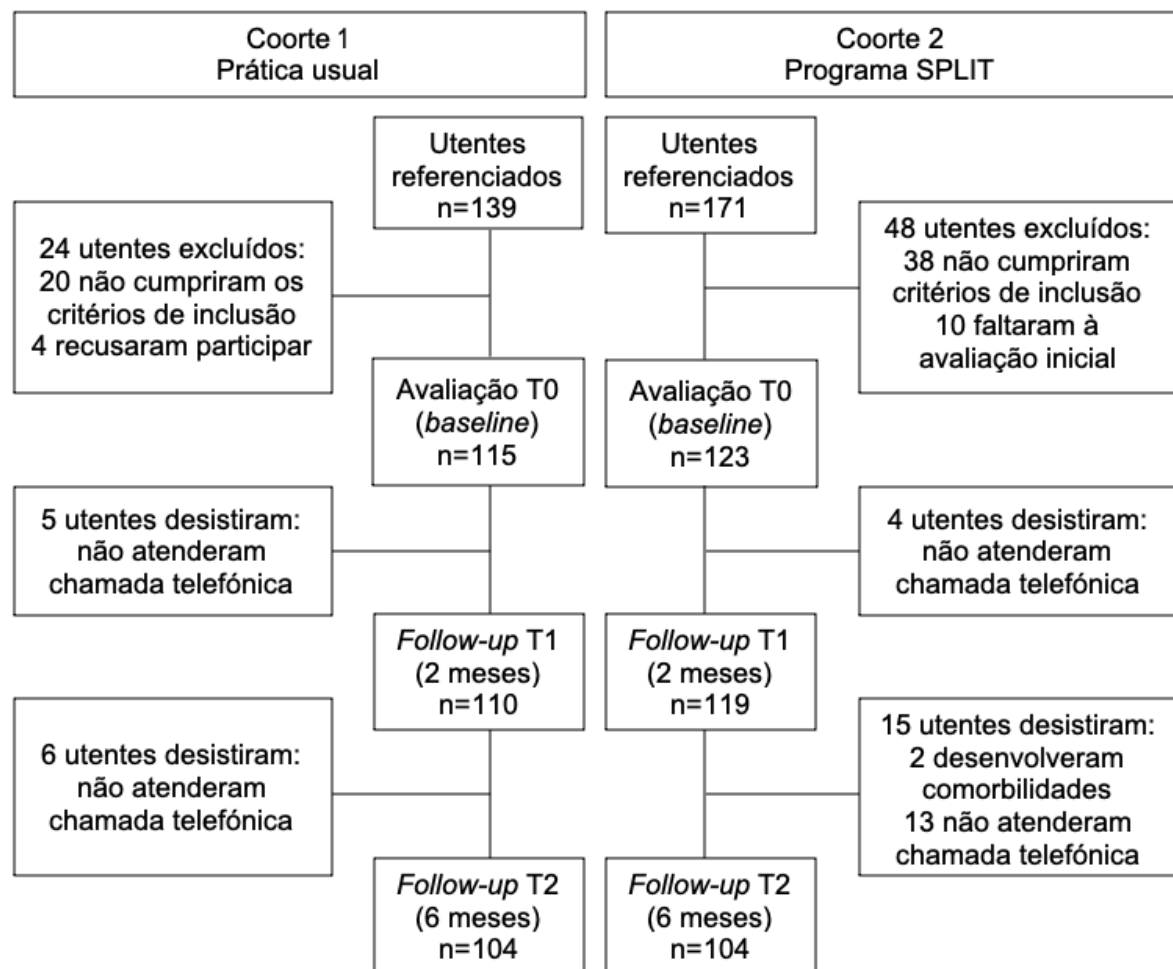 Coorte 1
Prática usual
Coorte 2
Programa SPLIT
Utentes
referenciados
n=139
Utentes
referenciados
n=171
24 utentes excluídos:
20 não cumpriram os
critérios de inclusão
4 recusaram participar
48 utentes excluídos:
38 não cumpriram
critérios de inclusão
10 faltaram à
avaliação inicial
Avaliação T0
(baseline)
n=115
Avaliação T0
(baseline)
n=123
5 utentes desistiram:
não atenderam
chamada telefónica
4 utentes desistiram:
não atenderam
chamada telefónica
Follow-up T1
(2 meses)
n=110
Follow-up T1
(2 meses)
n=119
6 utentes desistiram:
não atenderam
chamada telefónica
15 utentes desistiram:
2 desenvolveram
comorbilidades
13 não atenderam
chamada telefónica
Follow-up T2
(6 meses)
n=104
Follow-up T2
(6 meses)
n=104